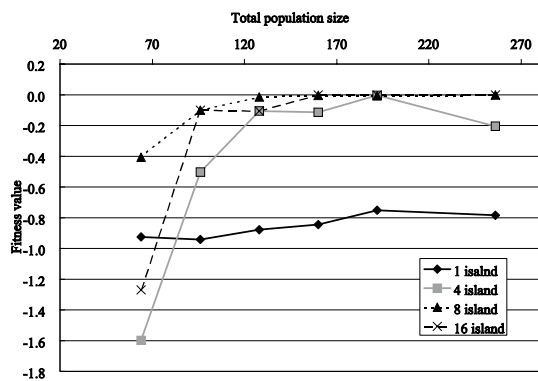 Total population size
20 70 120 170 220 270
0.2
0.0
-0.2
-0.4
-0.6
-0.8
-1.0
-1.2
-1.4
-1.6
-1.8
Fitness value
1 isalnd
4 island
8 island
16 island